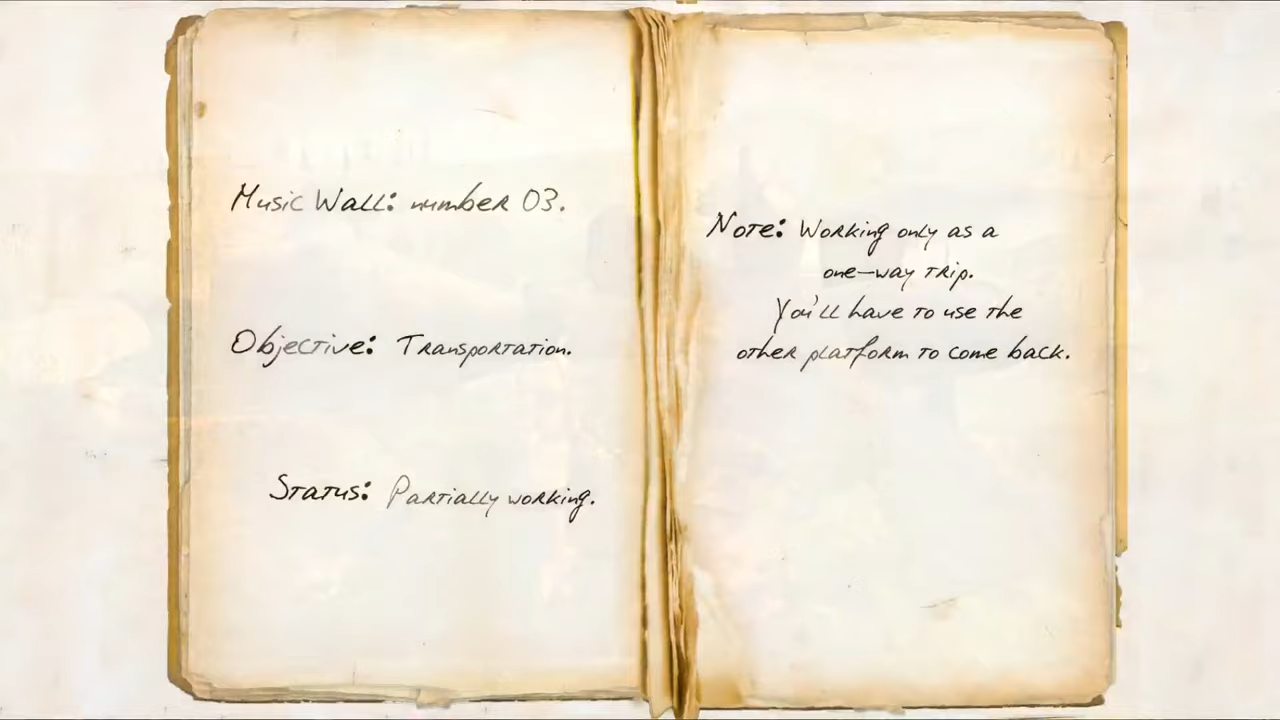 Music Wall: number 03.
Objective: Transportation.
Status: Partially working.
Note: Working only as a
one-way trip.
You'll have to use the
other platform to come back.